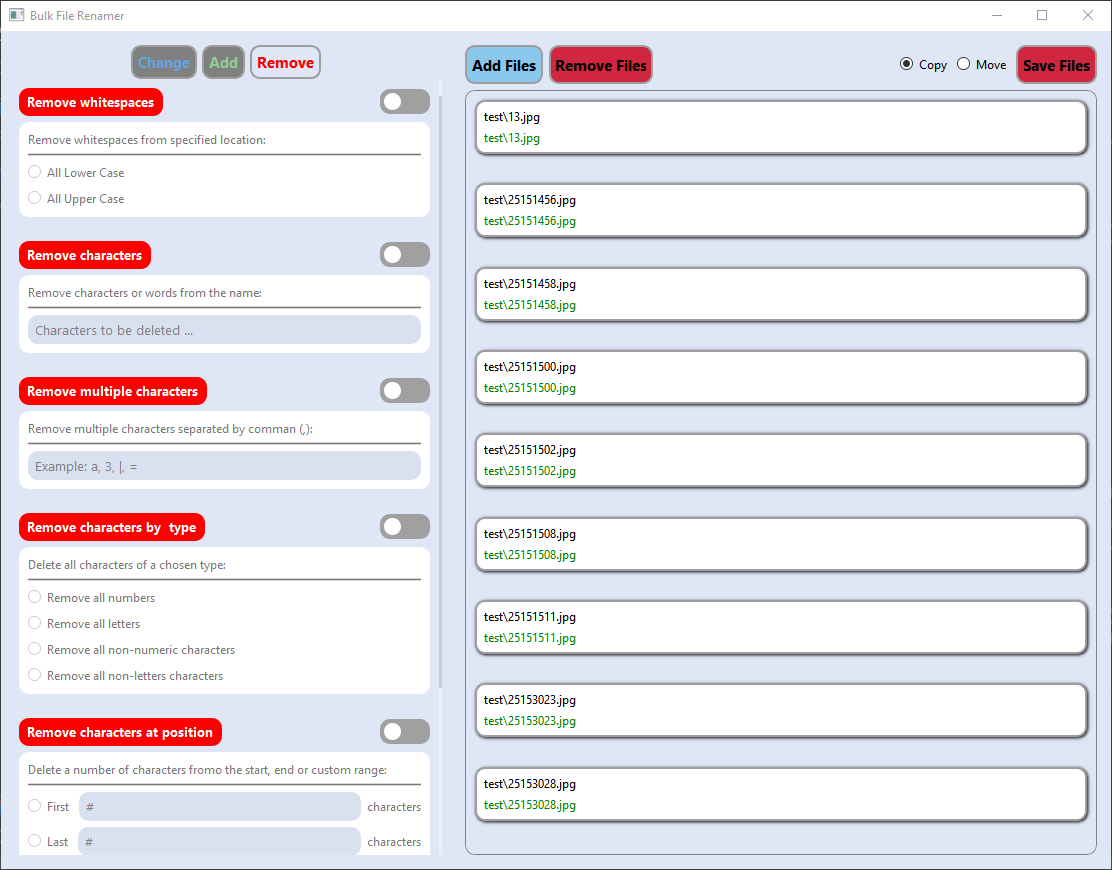 Bulk File Renamer
Change Add Remove
Remove whitespaces
Remove whitespaces from specified location:
All Lower Case
All Upper Case
Remove characters
Remove characters or words from the name:
Characters to be deleted ...
Remove multiple characters
Remove multiple characters separated by comman (,):
Example: a, 3, |, =
Remove characters by  type
Delete all characters of a chosen type:
Remove all numbers
Remove all letters
Remove all non-numeric characters
Remove all non-letters characters
Remove characters at position
Delete a number of characters fromo the start, end or custom range:
First # characters
Last # characters
Add Files Remove Files Copy Move Save Files
test\13.jpg
test\13.jpg
test\25151456.jpg
test\25151456.jpg
test\25151458.jpg
test\25151458.jpg
test\25151500.jpg
test\25151500.jpg
test\25151502.jpg
test\25151502.jpg
test\25151508.jpg
test\25151508.jpg
test\25151511.jpg
test\25151511.jpg
test\25153023.jpg
test\25153023.jpg
test\25153028.jpg
test\25153028.jpg